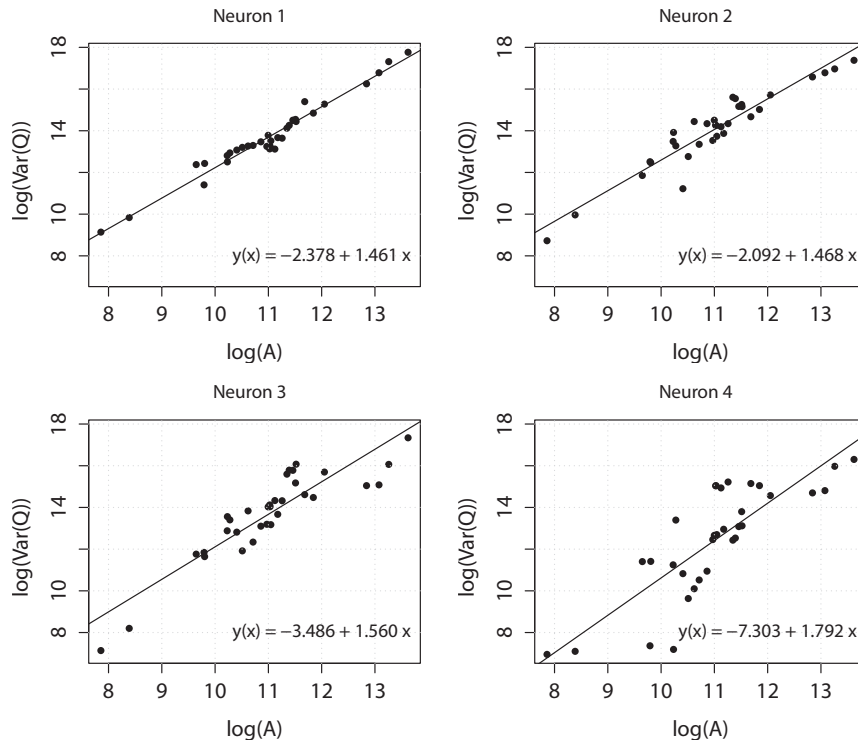 Neuron 1
log(Var(Q))
18
14
10
8
y(x) = −2.378 + 1.461 x
8 9 10 11 12 13
log(A)
Neuron 2
log(Var(Q))
18
14
10
8
y(x) = −2.092 + 1.468 x
8 9 10 11 12 13
log(A)
Neuron 3
log(Var(Q))
18
14
10
8
y(x) = −3.486 + 1.560 x
8 9 10 11 12 13
log(A)
Neuron 4
log(Var(Q))
18
14
10
8
y(x) = −7.303 + 1.792 x
8 9 10 11 12 13
log(A)